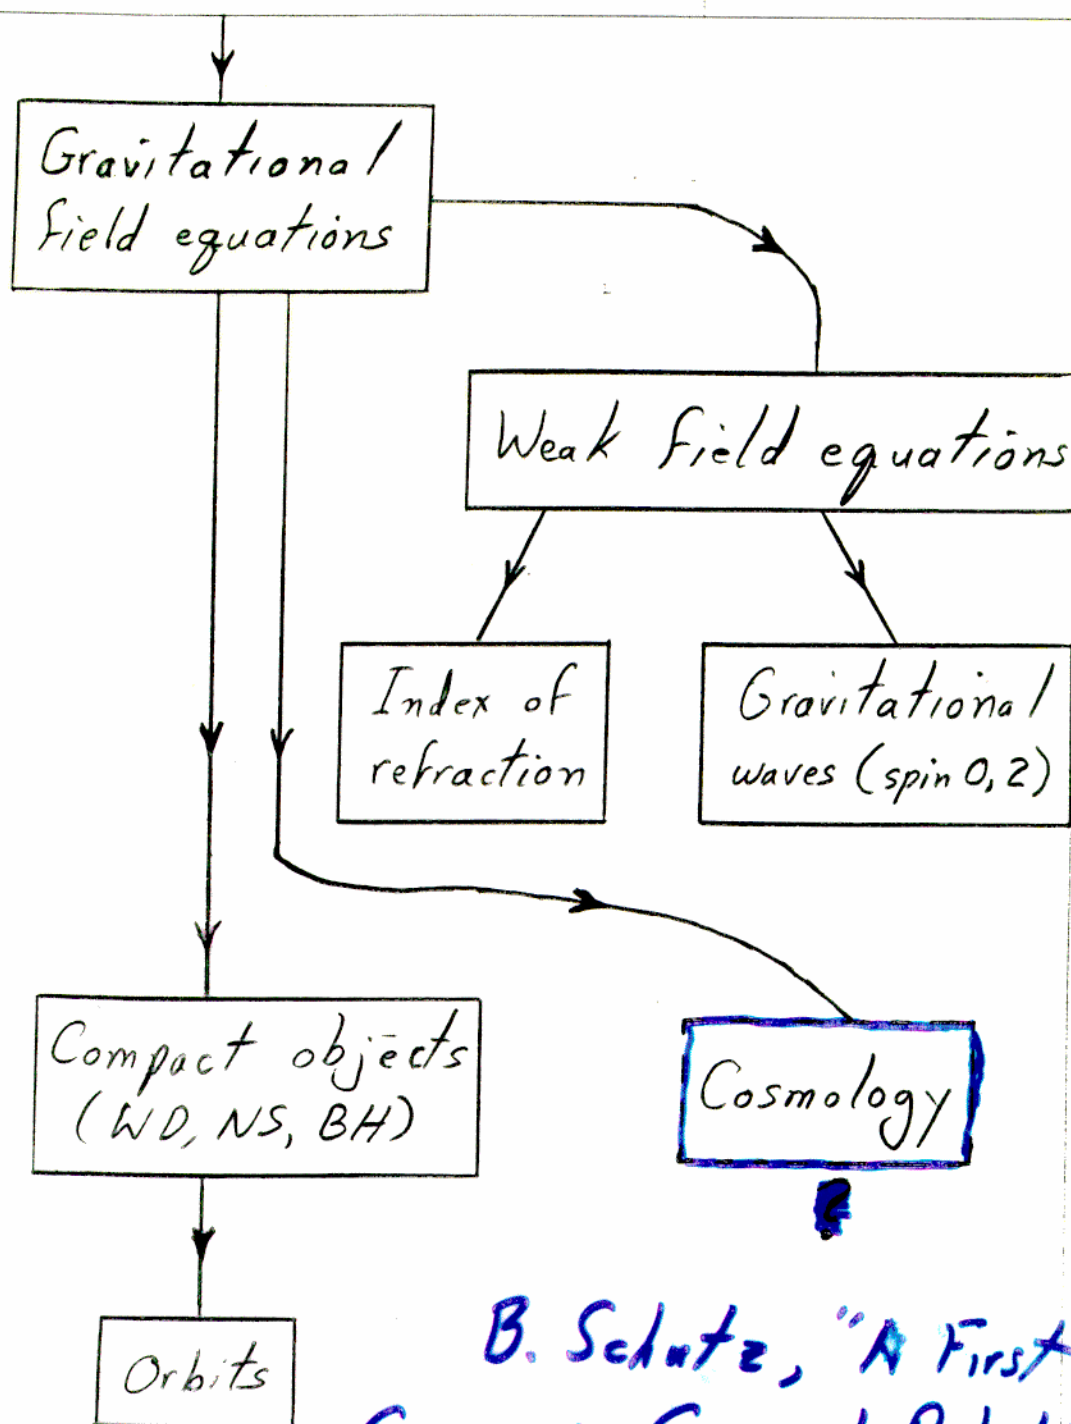 Gravitational
field equations
Weak field equations
Index of
refraction
Gravitational
waves (spin 0, 2)
Compact objects
(WD, NS, BH)
Cosmology
?
Orbits
B. Schutz, "A First